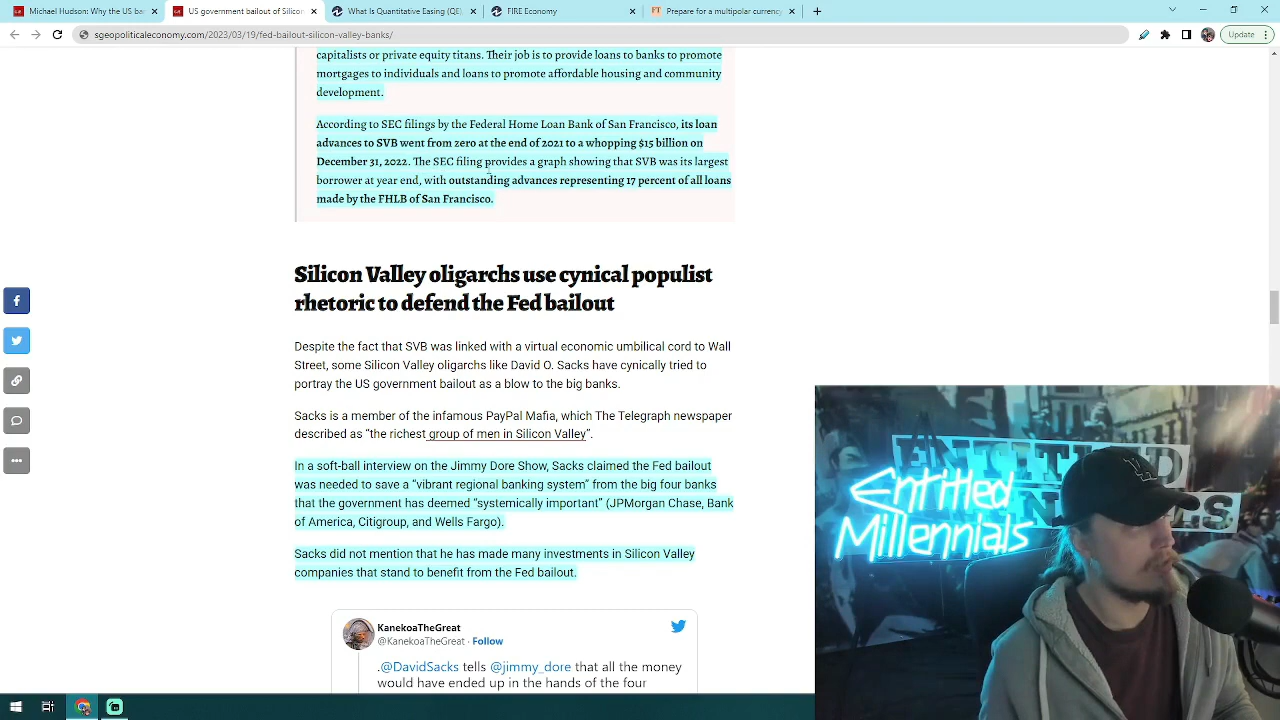 Michael Hudson: Why the US ba
US government bailout of Silicon
What Is Quantitative Easing (QE)
FIRE Economy
Prepare for a multipolar currency
sgeopoliticaleconomy.com/2023/03/19/fed-bailout-silicon-valley-banks/
Update
capitalists or private equity titans. Their job is to provide loans to banks to promote
mortgages to individuals and loans to promote affordable housing and community
development.
According to SEC filings by the Federal Home Loan Bank of San Francisco, its loan
advances to SVB went from zero at the end of 2021 to a whopping $15 billion on
December 31, 2022. The SEC filing provides a graph showing that SVB was its largest
borrower at year end, with outstanding advances representing 17 percent of all loans
made by the FHLB of San Francisco.
Silicon Valley oligarchs use cynical populist
rhetoric to defend the Fed bailout
Despite the fact that SVB was linked with a virtual economic umbilical cord to Wall
Street, some Silicon Valley oligarchs like David O. Sacks have cynically tried to
portray the US government bailout as a blow to the big banks.
Sacks is a member of the infamous PayPal Mafia, which The Telegraph newspaper
described as “the richest group of men in Silicon Valley”.
In a soft-ball interview on the Jimmy Dore Show, Sacks claimed the Fed bailout
was needed to save a “vibrant regional banking system” from the big four banks
that the government has deemed “systemically important” (JPMorgan Chase, Bank
of America, Citigroup, and Wells Fargo).
Sacks did not mention that he has made many investments in Silicon Valley
companies that stand to benefit from the Fed bailout.
KanekoaTheGreat
@KanekoaTheGreat · Follow
.@DavidSacks tells @jimmy_dore that all the money
would have ended up in the hands of the four
Entitled
Millennials